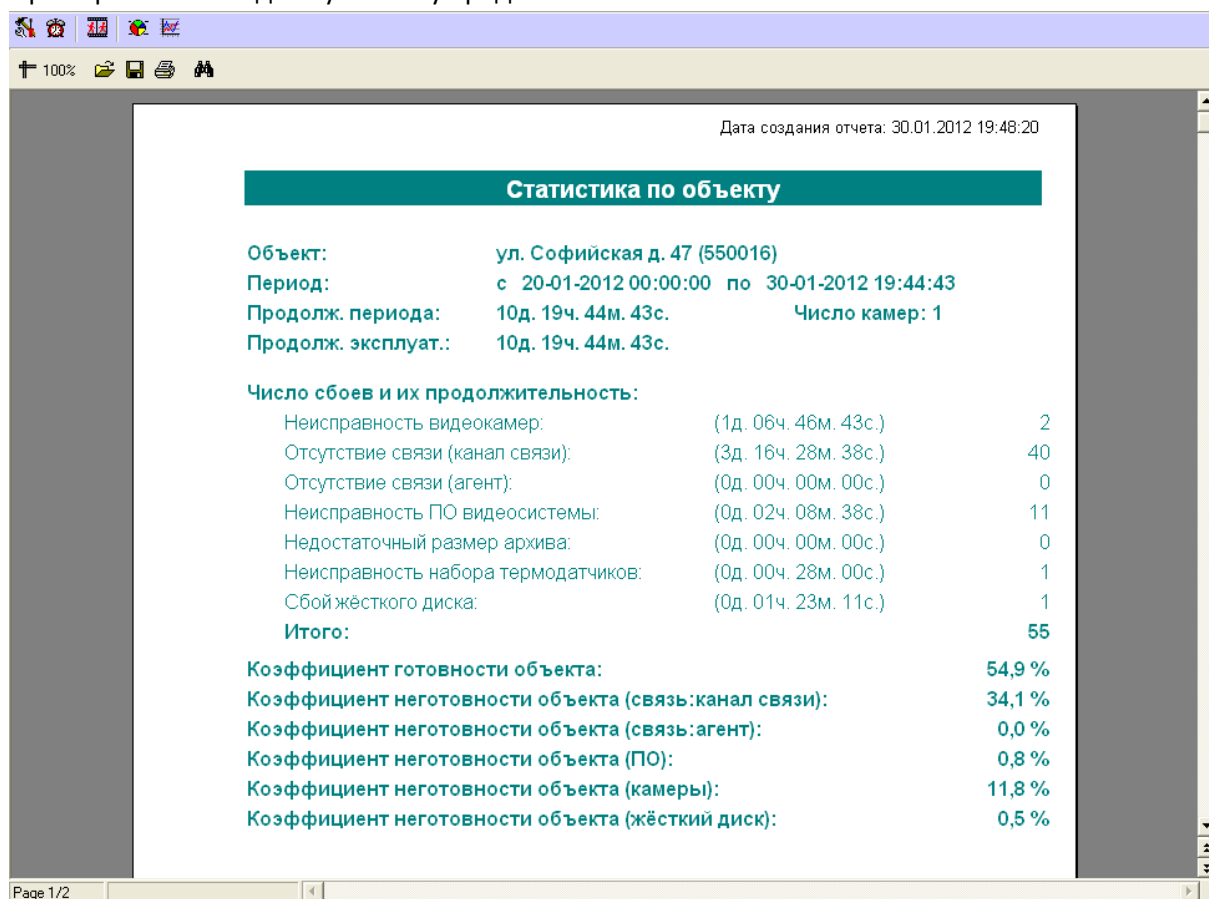 100%
Дата создания отчета: 30.01.2012 19:48:20
Статистика по объекту
Объект: ул. Софийская д. 47 (550016)
Период: с 20-01-2012 00:00:00 по 30-01-2012 19:44:43
Продолж. периода: 10д. 19ч. 44м. 43с. Число камер: 1
Продолж. эксплуат.: 10д. 19ч. 44м. 43с.
Число сбоев и их продолжительность:
Неисправность видеокамер: (1д. 06ч. 46м. 43с.) 2
Отсутствие связи (канал связи): (3д. 16ч. 28м. 38с.) 40
Отсутствие связи (агент): (0д. 00ч. 00м. 00с.) 0
Неисправность ПО видеосистемы: (0д. 02ч. 08м. 38с.) 11
Недостаточный размер архива: (0д. 00ч. 00м. 00с.) 0
Неисправность набора термодатчиков: (0д. 00ч. 28м. 00с.) 1
Сбой жёсткого диска: (0д. 01ч. 23м. 11с.) 1
Итого: 55
Коэффициент готовности объекта: 54,9 %
Коэффициент неготовности объекта (связь:канал связи): 34,1 %
Коэффициент неготовности объекта (связь:агент): 0,0 %
Коэффициент неготовности объекта (ПО): 0,8 %
Коэффициент неготовности объекта (камеры): 11,8 %
Коэффициент неготовности объекта (жёсткий диск): 0,5 %
Page 1/2